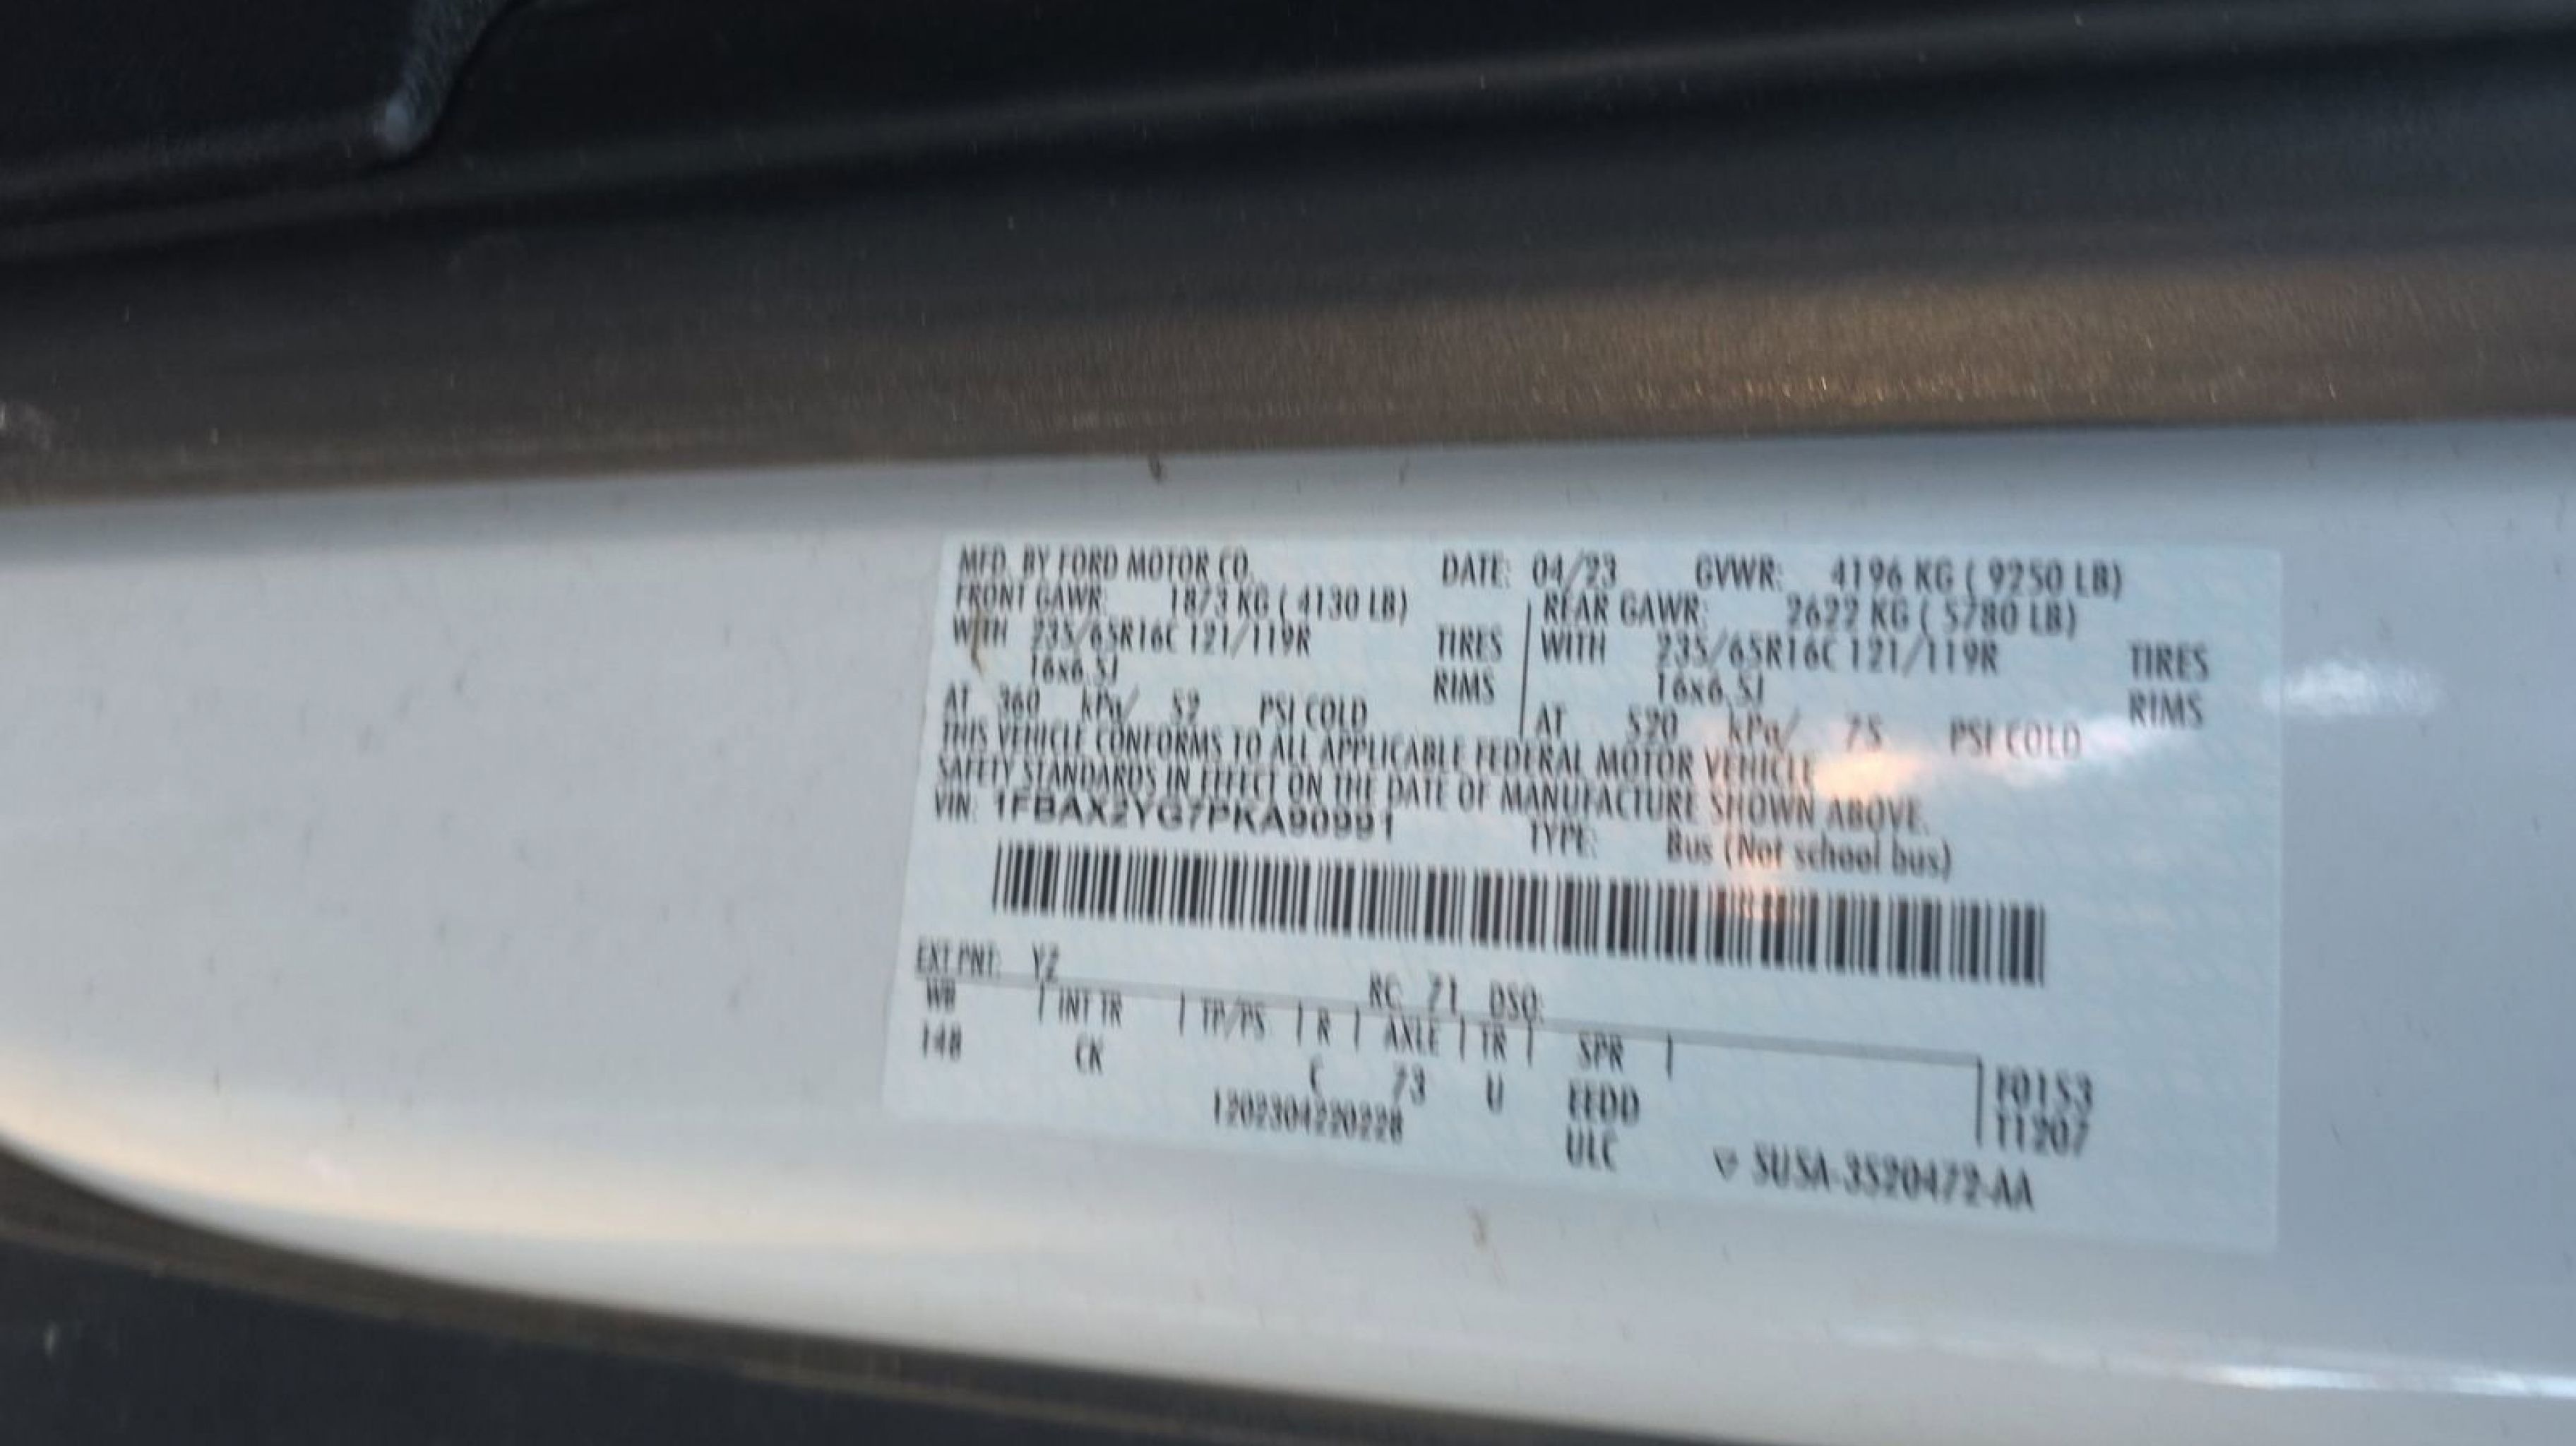 MFD. BY FORD MOTOR CO. DATE: 04/23 GVWR: 4196 KG ( 9250 LB)
FRONT GAWR: 1873 KG ( 4130 LB) REAR GAWR: 2622 KG ( 5780 LB)
WITH 235/65R16C 121/119R TIRES WITH 235/65R16C 121/119R TIRES
16x6.5J RIMS 16x6.5J RIMS
AT 360 kPa/ 52 PSI COLD AT 520 kPa/ 75 PSI COLD
THIS VEHICLE CONFORMS TO ALL APPLICABLE FEDERAL MOTOR VEHICLE
SAFETY STANDARDS IN EFFECT ON THE DATE OF MANUFACTURE SHOWN ABOVE.
VIN: 1FBAX2YG7PKA90991 TYPE: Bus (Not school bus)
EXT PNT: YZ RC: 71 DSO:
WB | INT TR | TP/PS | R | AXLE | TR | SPR |
148 CK C 73 U EEDD F0153
1202304220228 ULC T1207
5U5A-3520472-AA